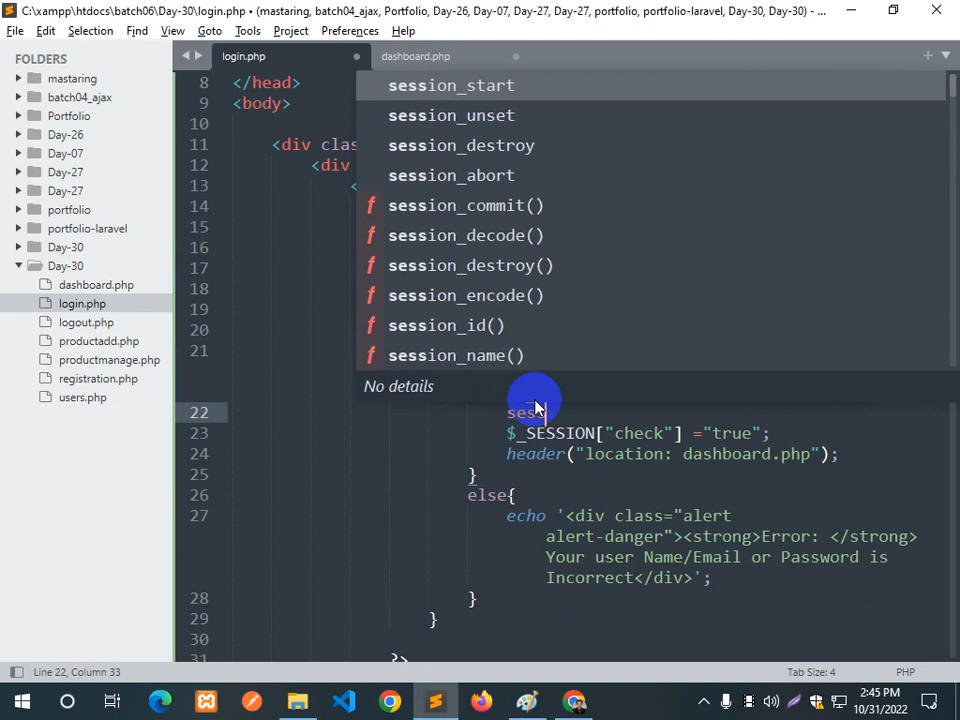 C:\xampp\htdocs\batch06\Day-30\login.php • (mastaring, batch04_ajax, Portfolio, Day-26, Day-07, Day-27, Day-27, portfolio, portfolio-laravel, Day-30, Day-30) - ...
File Edit Selection Find View Goto Tools Project Preferences Help
FOLDERS
mastaring
batch04_ajax
Portfolio
Day-26
Day-07
Day-27
Day-27
portfolio
portfolio-laravel
Day-30
Day-30
dashboard.php
login.php
logout.php
productadd.php
productmanage.php
registration.php
users.php
login.php dashboard.php
8 </head>
9 <body>
10
11 <div clas
12 <div
13 <
14
15
16
17
18
19
20
21
session_start
session_unset
session_destroy
session_abort
f session_commit()
f session_decode()
f session_destroy()
f session_encode()
f session_id()
f session_name()
No details
22 sess
23 $_SESSION["check"] ="true";
24 header("location: dashboard.php");
25 }
26 else{
27 echo '<div class="alert
alert-danger"><strong>Error: </strong>
Your user Name/Email or Password is
Incorrect</div>';
28 }
29 }
30
31 ?>
Line 22, Column 33 Tab Size: 4 PHP
2:45 PM
10/31/2022